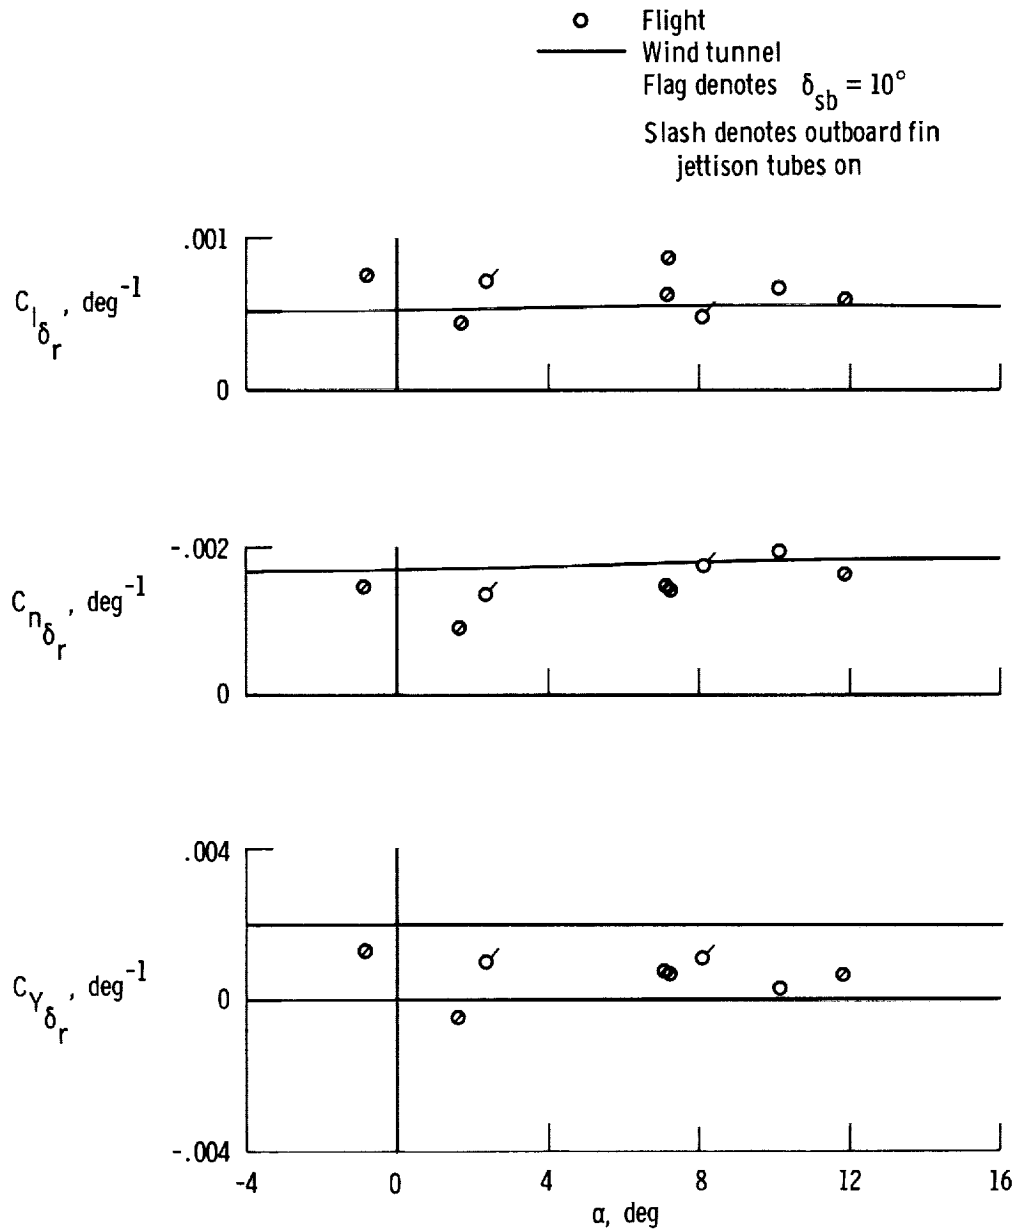 Flight
Wind tunnel
Flag denotes δsb = 10°
Slash denotes outboard fin
jettison tubes on
.001
Clδr, deg-1
0
-.002
Cnδr, deg-1
0
.004
CYδr, deg-1
0
-.004
-4 0 4 8 12 16
α, deg